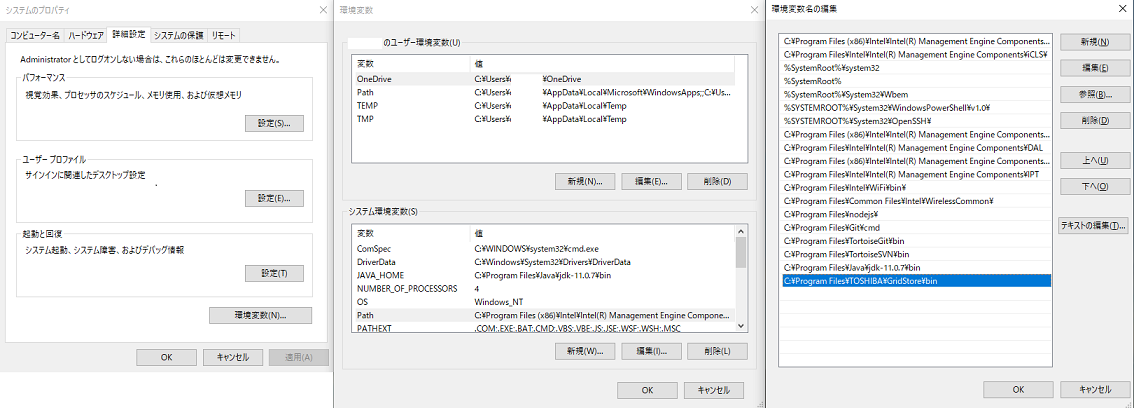 システムのプロパティ
コンピューター名 ハードウェア 詳細設定 システムの保護 リモート
Administrator としてログオンしない場合は、これらのほとんどは変更できません。
パフォーマンス
視覚効果、プロセッサのスケジュール、メモリ使用、および仮想メモリ
設定(S)...
ユーザー プロファイル
サインインに関連したデスクトップ設定
設定(E)...
起動と回復
システム起動、システム障害、およびデバッグ情報
設定(T)
環境変数(N)...
OK キャンセル 適用(A)
環境変数
のユーザー環境変数(U)
変数 値
OneDrive C:¥Users¥ ¥OneDrive
Path C:¥Users¥ ¥AppData¥Local¥Microsoft¥WindowsApps;;C:¥Us...
TEMP C:¥Users¥ ¥AppData¥Local¥Temp
TMP C:¥Users¥ ¥AppData¥Local¥Temp
新規(N)... 編集(E)... 削除(D)
システム環境変数(S)
変数 値
ComSpec C:¥WINDOWS¥system32¥cmd.exe
DriverData C:¥Windows¥System32¥Drivers¥DriverData
JAVA_HOME C:¥Program Files¥Java¥jdk-11.0.7¥bin
NUMBER_OF_PROCESSORS 4
OS Windows_NT
Path C:¥Program Files (x86)¥Intel¥Intel(R) Management Engine Compone...
PATHEXT .COM;.EXE;.BAT;.CMD;.VBS;.VBE;.JS;.JSE;.WSF;.WSH;.MSC
新規(W)... 編集(I)... 削除(L)
OK キャンセル
環境変数名の編集
C:¥Program Files (x86)¥Intel¥Intel(R) Management Engine Components...
C:¥Program Files¥Intel¥Intel(R) Management Engine Components¥iCLS¥
%SystemRoot%¥system32
%SystemRoot%
%SystemRoot%¥System32¥Wbem
%SYSTEMROOT%¥System32¥WindowsPowerShell¥v1.0¥
%SYSTEMROOT%¥System32¥OpenSSH¥
C:¥Program Files (x86)¥Intel¥Intel(R) Management Engine Components...
C:¥Program Files¥Intel¥Intel(R) Management Engine Components¥DAL
C:¥Program Files (x86)¥Intel¥Intel(R) Management Engine Components...
C:¥Program Files¥Intel¥Intel(R) Management Engine Components¥IPT
C:¥Program Files¥Intel¥WiFi¥bin¥
C:¥Program Files¥Common Files¥Intel¥WirelessCommon¥
C:¥Program Files¥nodejs¥
C:¥Program Files¥Git¥cmd
C:¥Program Files¥TortoiseGit¥bin
C:¥Program Files¥TortoiseSVN¥bin
C:¥Program Files¥Java¥jdk-11.0.7¥bin
C:¥Program Files¥TOSHIBA¥GridStore¥bin
新規(N)
編集(E)
参照(B)...
削除(D)
上へ(U)
下へ(O)
テキストの編集(T)...
OK キャンセル